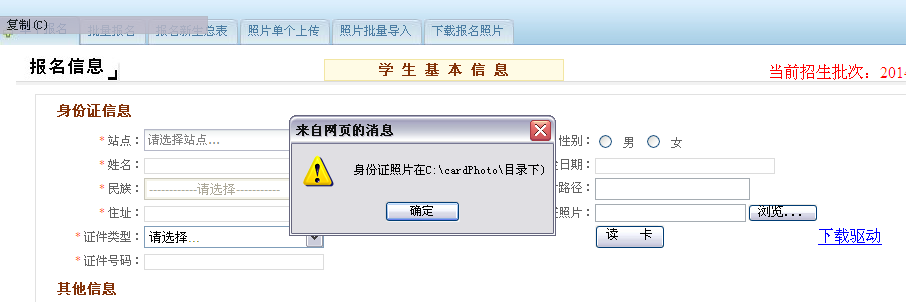 复制(C)
报名
批量报名
报名新生总表
照片单个上传
照片批量导入
下载报名照片
报名信息
学生基本信息
当前招生批次：2014
身份证信息
*站点：
请选择站点...
性别：
男
女
*姓名：
日期：
*民族：
------------请选择-----------
路径：
*住址：
照片：
浏览...
*证件类型：
请选择...
读 卡
下载驱动
*证件号码：
其他信息
来自网页的消息
身份证照片在C:\cardPhoto\目录下)
确定